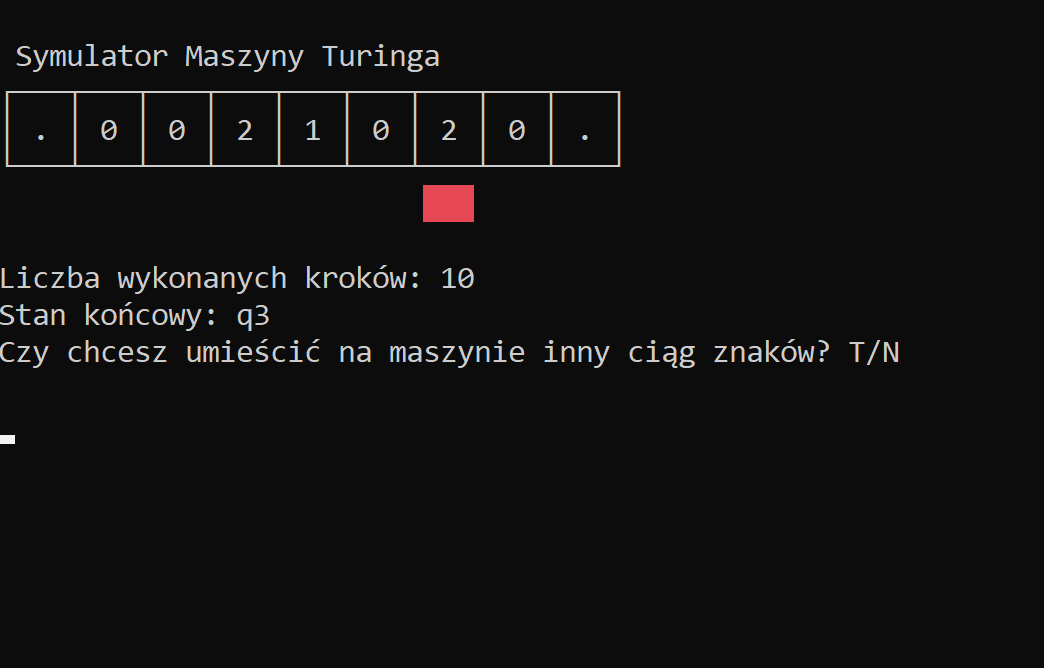 Symulator Maszyny Turinga
. 0 0 2 1 0 2 0 .
Liczba wykonanych kroków: 10
Stan końcowy: q3
Czy chcesz umieścić na maszynie inny ciąg znaków? T/N